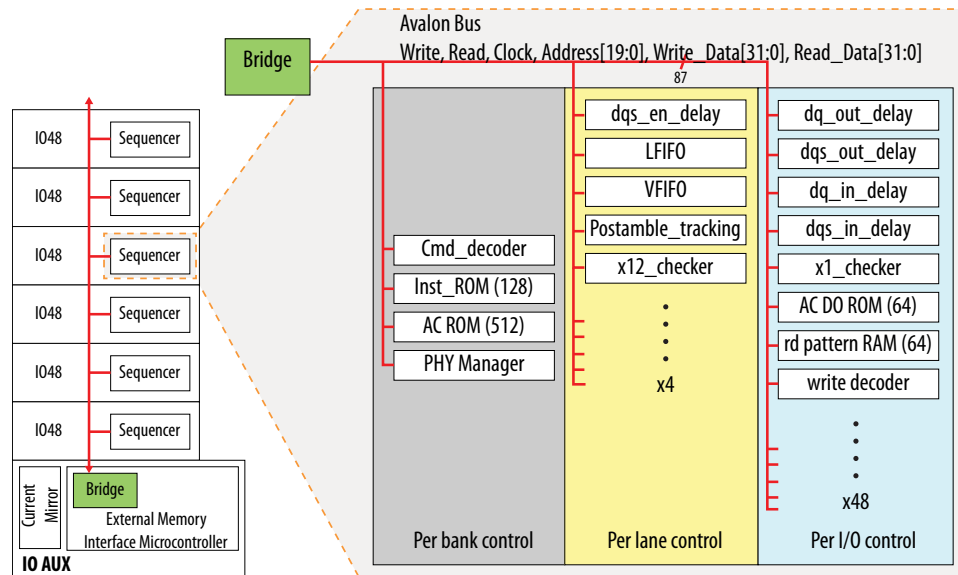 Avalon Bus
Write, Read, Clock, Address[19:0], Write_Data[31:0], Read_Data[31:0]
87
Bridge
IO48
Sequencer
IO48
Sequencer
IO48
Sequencer
IO48
Sequencer
IO48
Sequencer
IO48
Sequencer
Current
Mirror
Bridge
External Memory
Interface Microcontroller
IO AUX
Cmd_decoder
Inst_ROM (128)
AC ROM (512)
PHY Manager
Per bank control
dqs_en_delay
LFIFO
VFIFO
Postamble_tracking
x12_checker
x4
Per lane control
dq_out_delay
dqs_out_delay
dq_in_delay
dqs_in_delay
x1_checker
AC DO ROM (64)
rd pattern RAM (64)
write decoder
x48
Per I/O control